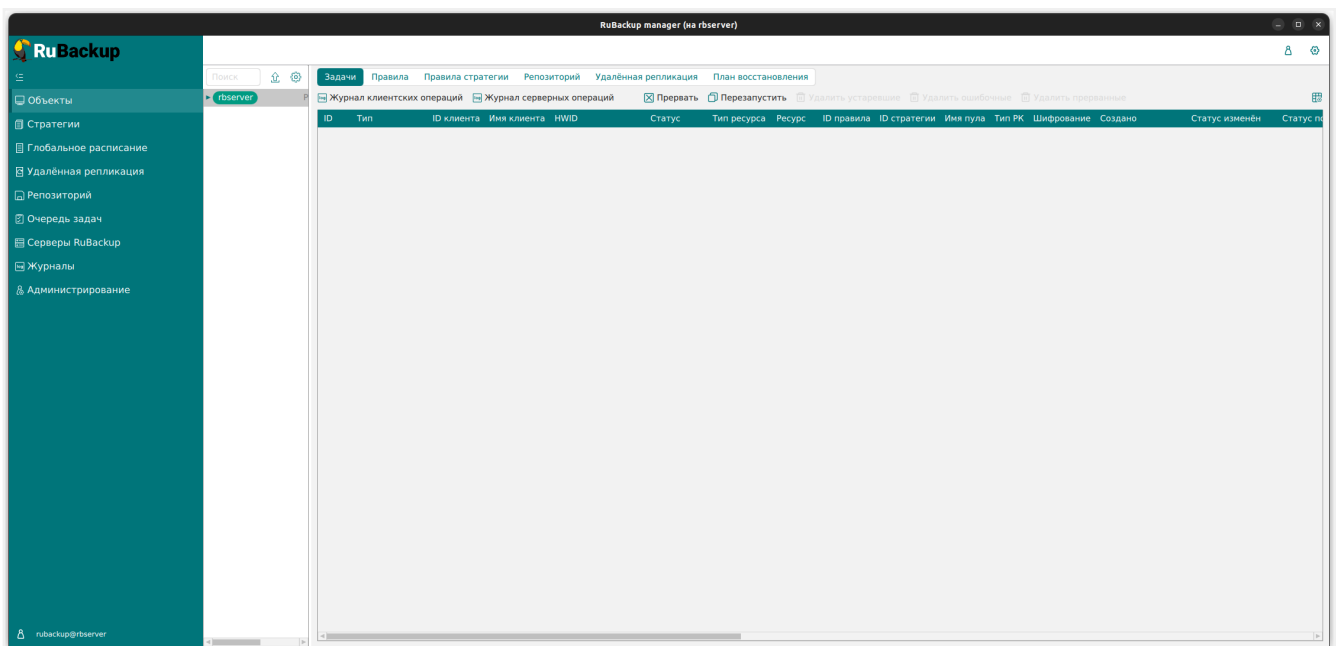 RuBackup manager (на rbserver)
RuBackup
Поиск
Задачи Правила Правила стратегии Репозиторий Удалённая репликация План восстановления
Объекты
rbserver Р
Журнал клиентских операций Журнал серверных операций Прервать Перезапустить Удалить устаревшие Удалить ошибочные Удалить прерванные
ID Тип ID клиента Имя клиента HWID Статус Тип ресурса Ресурс ID правила ID стратегии Имя пула Тип РК Шифрование Создано Статус изменён Статус по
Стратегии
Глобальное расписание
Удалённая репликация
Репозиторий
Очередь задач
Серверы RuBackup
Журналы
Администрирование
rubackup@rbserver